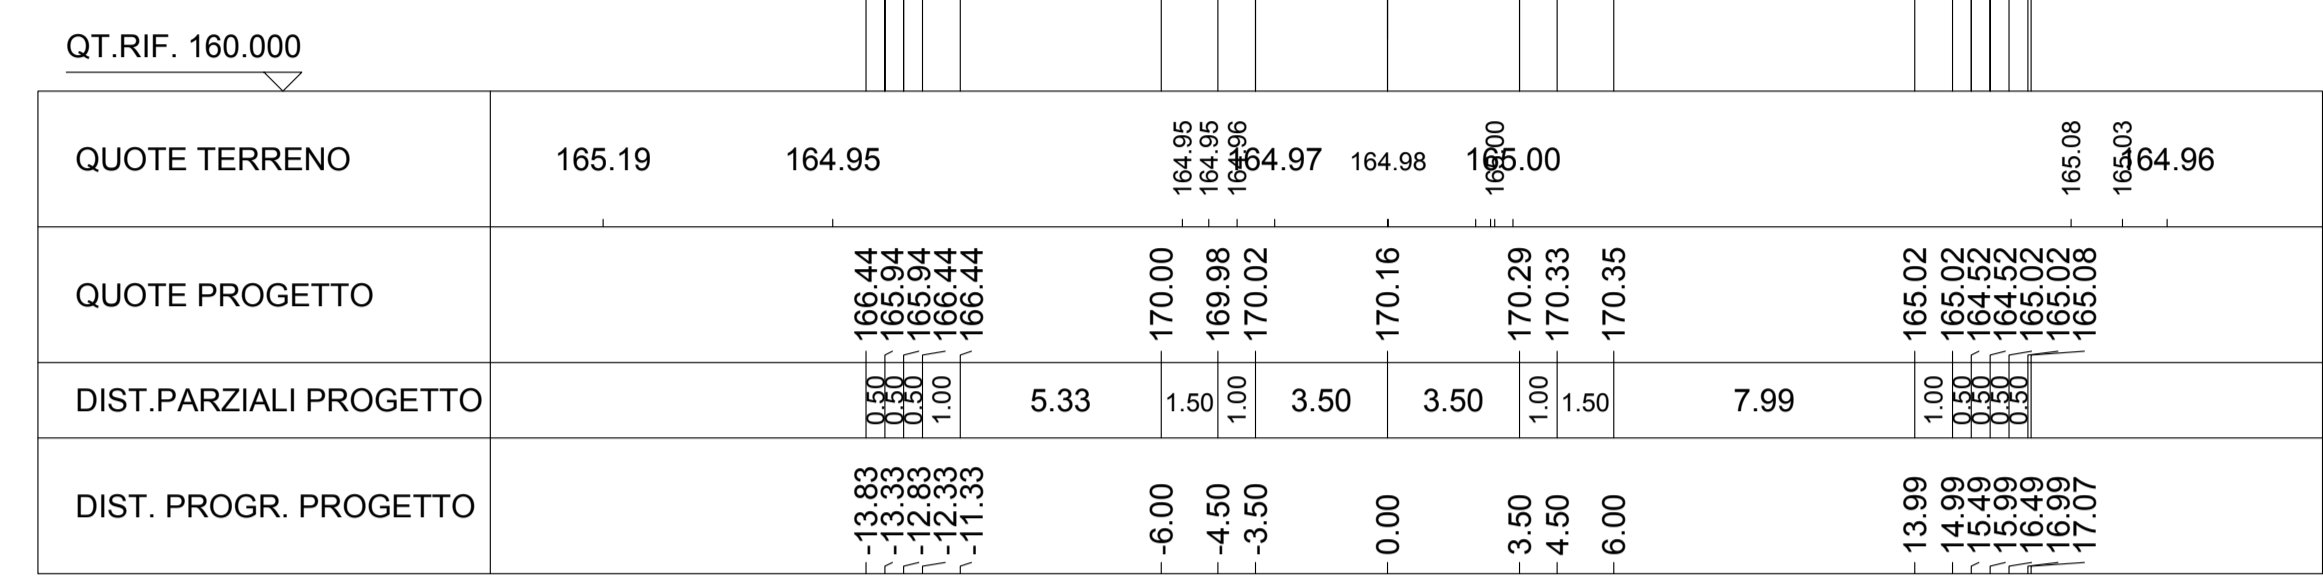 QT.RIF. 160.000
QUOTE TERRENO 165.19 164.95 164.95 164.95 164.96 164.97 164.98 165.00 165.00 165.08 165.03 164.96
QUOTE PROGETTO 166.44 165.94 165.94 166.44 166.44 170.00 169.98 170.02 170.16 170.29 170.33 170.35 165.02 165.02 164.52 164.52 165.02 165.02 165.08
DIST.PARZIALI PROGETTO 0.50 0.50 0.50 1.00 5.33 1.50 1.00 3.50 3.50 1.00 1.50 7.99 1.00 0.50 0.50 0.50 0.50
DIST. PROGR. PROGETTO -13.83 -13.33 -12.83 -12.33 -11.33 -6.00 -4.50 -3.50 0.00 3.50 4.50 6.00 13.99 14.99 15.49 15.99 16.49 16.99 17.07